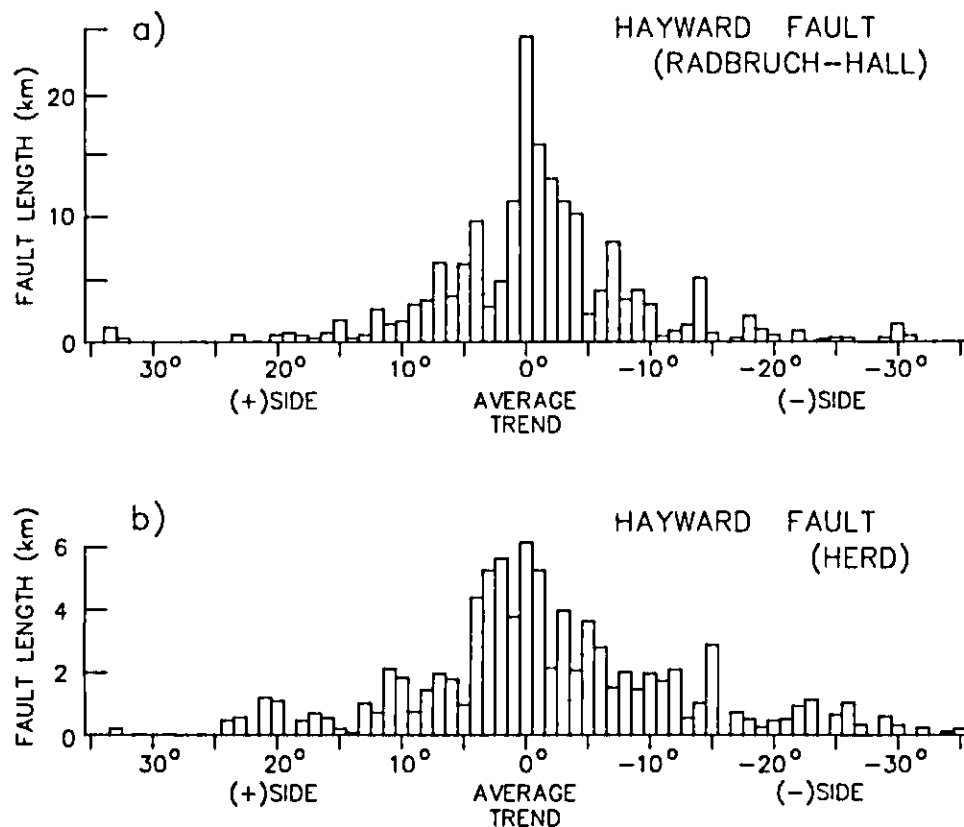 a)
HAYWARD FAULT
(RADBRUCH-HALL)
FAULT LENGTH (km)
20
10
0
30° 20° 10° 0° -10° -20° -30°
(+)SIDE AVERAGE (-)SIDE
TREND
b)
HAYWARD FAULT
(HERD)
FAULT LENGTH (km)
6
4
2
0
30° 20° 10° 0° -10° -20° -30°
(+)SIDE AVERAGE (-)SIDE
TREND